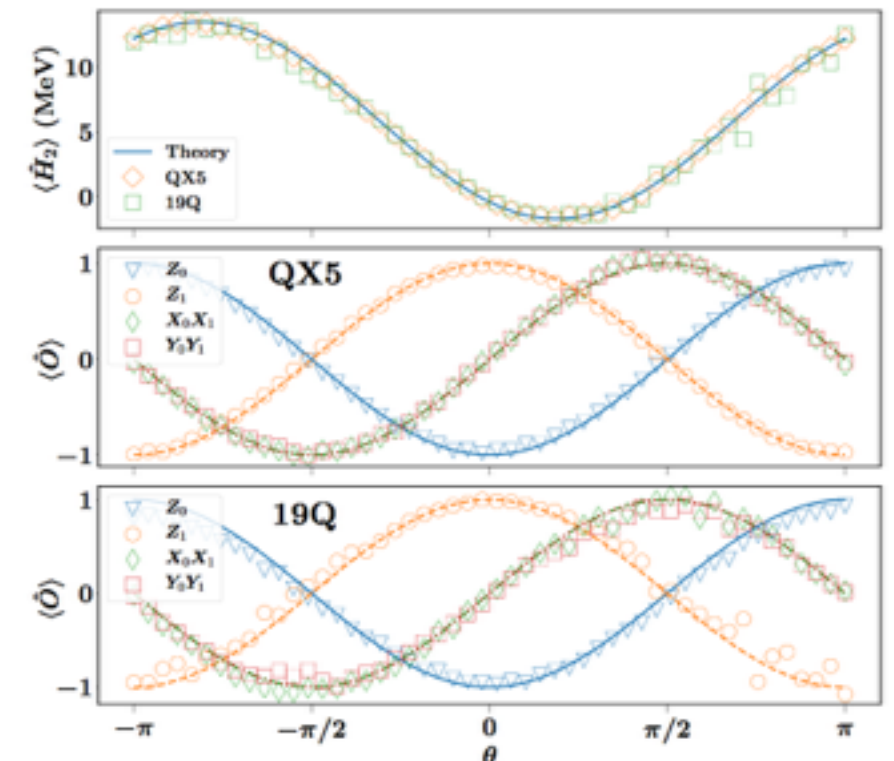 ⟨Ĥ₂⟩ (MeV)
10
5
0
Theory
QX5
19Q
⟨Ô⟩
1
0
−1
Z₀
Z₁
X₀X₁
Y₀Y₁
QX5
⟨Ô⟩
1
0
−1
Z₀
Z₁
X₀X₁
Y₀Y₁
19Q
−π
−π/2
0
π/2
π
θ